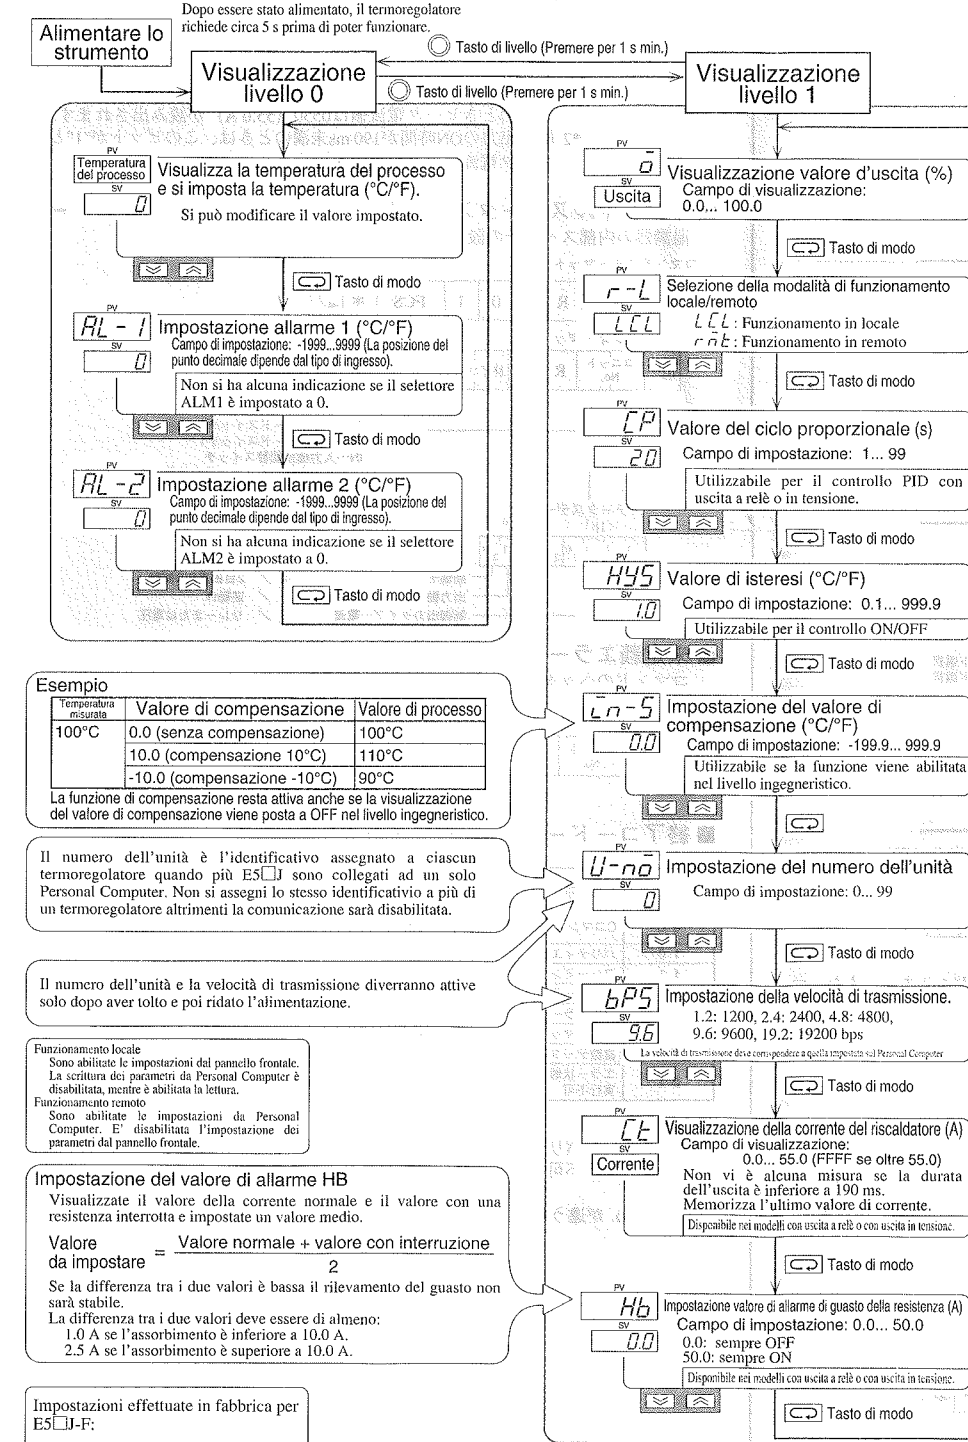 Dopo essere stato alimentato, il termoregolatore
richiede circa 5 s prima di poter funzionare.
Alimentare lo
strumento
Tasto di livello (Premere per 1 s min.)
Visualizzazione
livello 0
Tasto di livello (Premere per 1 s min.)
Visualizzazione
livello 1
PV
Temperatura
del processo
SV
0
Visualizza la temperatura del processo
e si imposta la temperatura (°C/°F).
Si può modificare il valore impostato.
Tasto di modo
PV
AL-1
SV
0
Impostazione allarme 1 (°C/°F)
Campo di impostazione: -1999...9999 (La posizione del
punto decimale dipende dal tipo di ingresso).
Non si ha alcuna indicazione se il selettore
ALM1 è impostato a 0.
Tasto di modo
PV
AL-2
SV
0
Impostazione allarme 2 (°C/°F)
Campo di impostazione: -1999...9999 (La posizione del
punto decimale dipende dal tipo di ingresso).
Non si ha alcuna indicazione se il selettore
ALM2 è impostato a 0.
Tasto di modo
PV
ō
SV
Uscita
Visualizzazione valore d'uscita (%)
Campo di visualizzazione:
0.0... 100.0
Tasto di modo
PV
r-L
SV
LCL
Selezione della modalità di funzionamento
locale/remoto
LCL : Funzionamento in locale
rmt : Funzionamento in remoto
Tasto di modo
PV
CP
SV
20
Valore del ciclo proporzionale (s)
Campo di impostazione: 1... 99
Utilizzabile per il controllo PID con
uscita a relè o in tensione.
Tasto di modo
PV
HYS
SV
1.0
Valore di isteresi (°C/°F)
Campo di impostazione: 0.1... 999.9
Utilizzabile per il controllo ON/OFF
Tasto di modo
PV
in-S
SV
0.0
Impostazione del valore di
compensazione (°C/°F)
Campo di impostazione: -199.9... 999.9
Utilizzabile se la funzione viene abilitata
nel livello ingegneristico.
PV
U-nō
SV
0
Impostazione del numero dell'unità
Campo di impostazione: 0... 99
Tasto di modo
PV
bPS
SV
9.6
Impostazione della velocità di trasmissione.
1.2: 1200, 2.4: 2400, 4.8: 4800,
9.6: 9600, 19.2: 19200 bps
La velocità di trasmissione deve corrispondere a quella impostata sul Personal Computer
Tasto di modo
PV
Ct
SV
Corrente
Visualizzazione della corrente del riscaldatore (A)
Campo di visualizzazione:
0.0... 55.0 (FFFF se oltre 55.0)
Non vi è alcuna misura se la durata
dell'uscita è inferiore a 190 ms.
Memorizza l'ultimo valore di corrente.
Disponibile nei modelli con uscita a relè o con uscita in tensione.
Tasto di modo
PV
Hb
SV
0.0
Impostazione valore di allarme di guasto della resistenza (A)
Campo di impostazione: 0.0... 50.0
0.0: sempre OFF
50.0: sempre ON
Disponibile nei modelli con uscita a relè o con uscita in tensione.
Tasto di modo
Esempio
Temperatura
misurata
Valore di compensazione
Valore di processo
100°C
0.0 (senza compensazione)
100°C
10.0 (compensazione 10°C)
110°C
-10.0 (compensazione -10°C)
90°C
La funzione di compensazione resta attiva anche se la visualizzazione
del valore di compensazione viene posta a OFF nel livello ingegneristico.
Il numero dell'unità è l'identificativo assegnato a ciascun
termoregolatore quando più E5□J sono collegati ad un solo
Personal Computer. Non si assegni lo stesso identificativio a più di
un termoregolatore altrimenti la comunicazione sarà disabilitata.
Il numero dell'unità e la velocità di trasmissione diverranno attive
solo dopo aver tolto e poi ridato l'alimentazione.
Funzionamento locale
Sono abilitate le impostazioni dal pannello frontale.
La scrittura dei parametri da Personal Computer è
disabilitata, mentre è abilitata la lettura.
Funzionamento remoto
Sono abilitate le impostazioni da Personal
Computer. E' disabilitata l'impostazione dei
parametri dal pannello frontale.
Impostazione del valore di allarme HB
Visualizzate il valore della corrente normale e il valore con una
resistenza interrotta e impostate un valore medio.
Valore
da impostare
=
Valore normale + valore con interruzione
2
Se la differenza tra i due valori è bassa il rilevamento del guasto non
sarà stabile.
La differenza tra i due valori deve essere di almeno:
1.0 A se l'assorbimento è inferiore a 10.0 A.
2.5 A se l'assorbimento è superiore a 10.0 A.
Impostazioni effettuate in fabbrica per
E5□J-F: